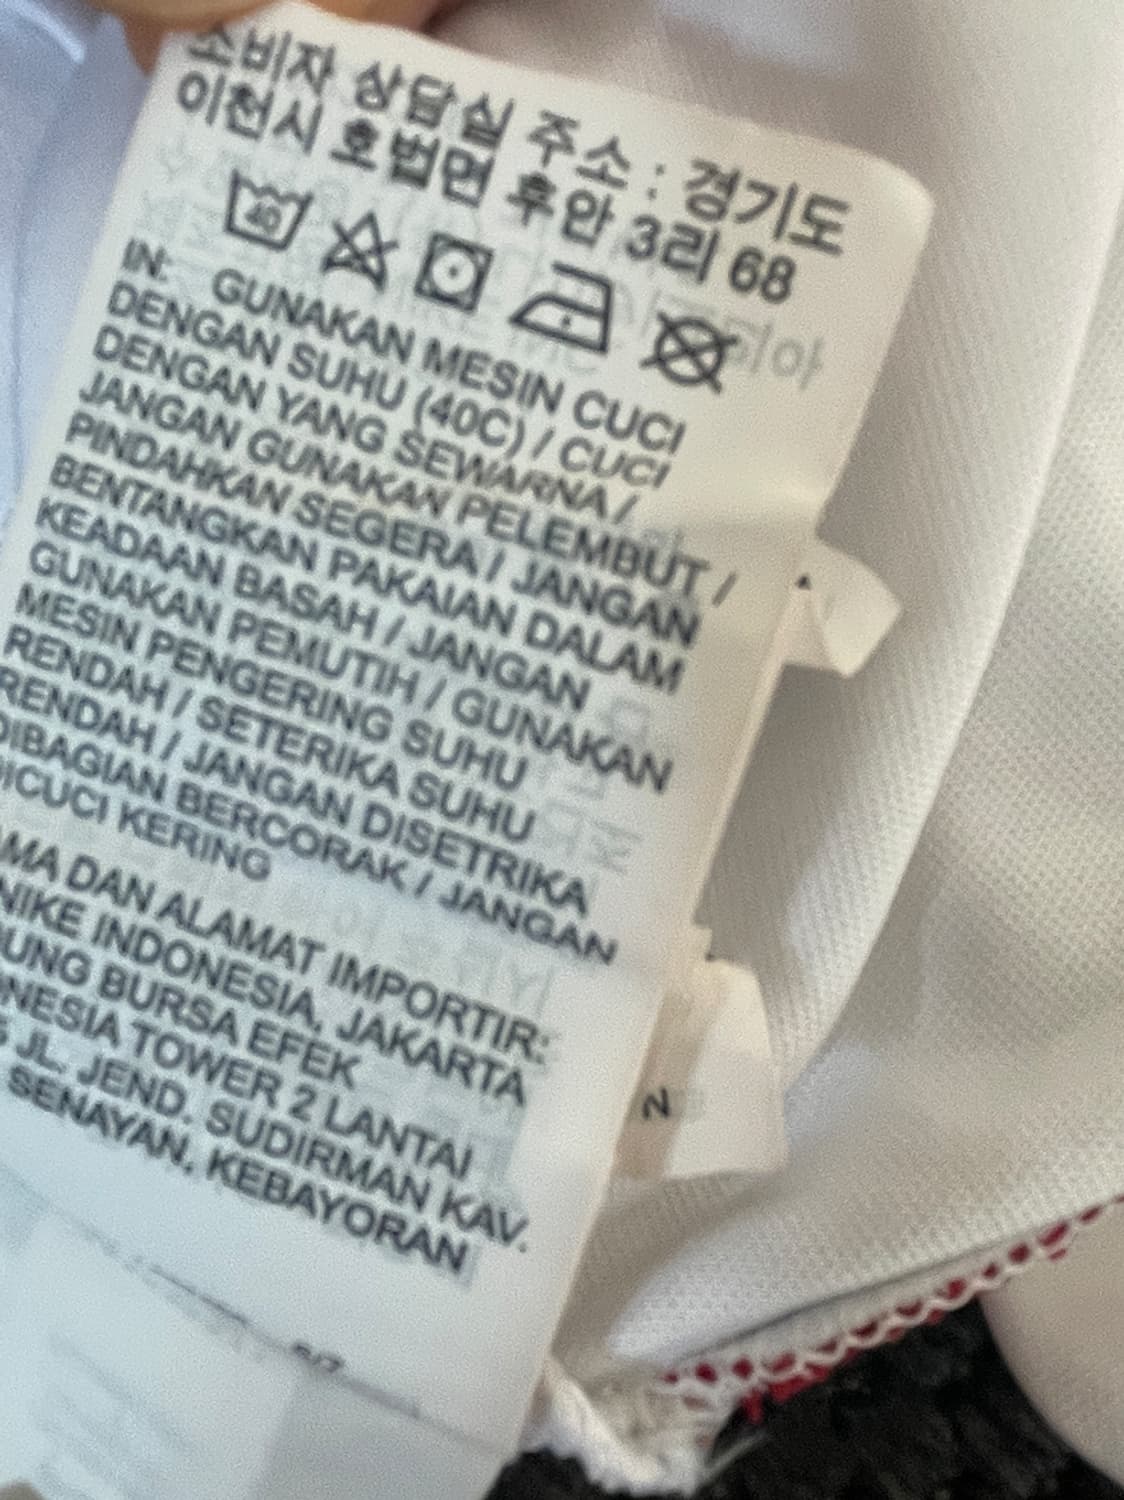 소비자 상담실 주소 : 경기도
이천시 호법면 후안 3리 68
40
IN: GUNAKAN MESIN CUCI
DENGAN SUHU (40C) / CUCI
DENGAN YANG SEWARNA /
JANGAN GUNAKAN PELEMBUT /
PINDAHKAN SEGERA / JANGAN
BENTANGKAN PAKAIAN DALAM
KEADAAN BASAH / JANGAN
GUNAKAN PEMUTIH / GUNAKAN
MESIN PENGERING SUHU
RENDAH / SETERIKA SUHU
RENDAH / JANGAN DISETRIKA
DIBAGIAN BERCORAK / JANGAN
DICUCI KERING
MA DAN ALAMAT IMPORTIR:
NIKE INDONESIA, JAKARTA
UNG BURSA EFEK
NESIA TOWER 2 LANTAI
JL. JEND. SUDIRMAN KAV.
SENAYAN, KEBAYORAN
N